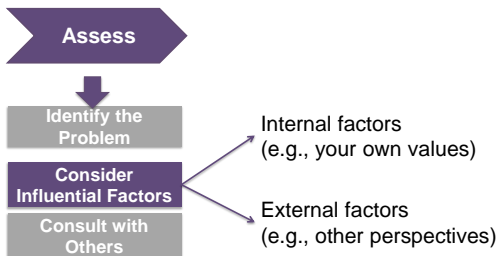 Assess
Identify the
Problem
Consider
Influential Factors
Consult with
Others
Internal factors
(e.g., your own values)
External factors
(e.g., other perspectives)